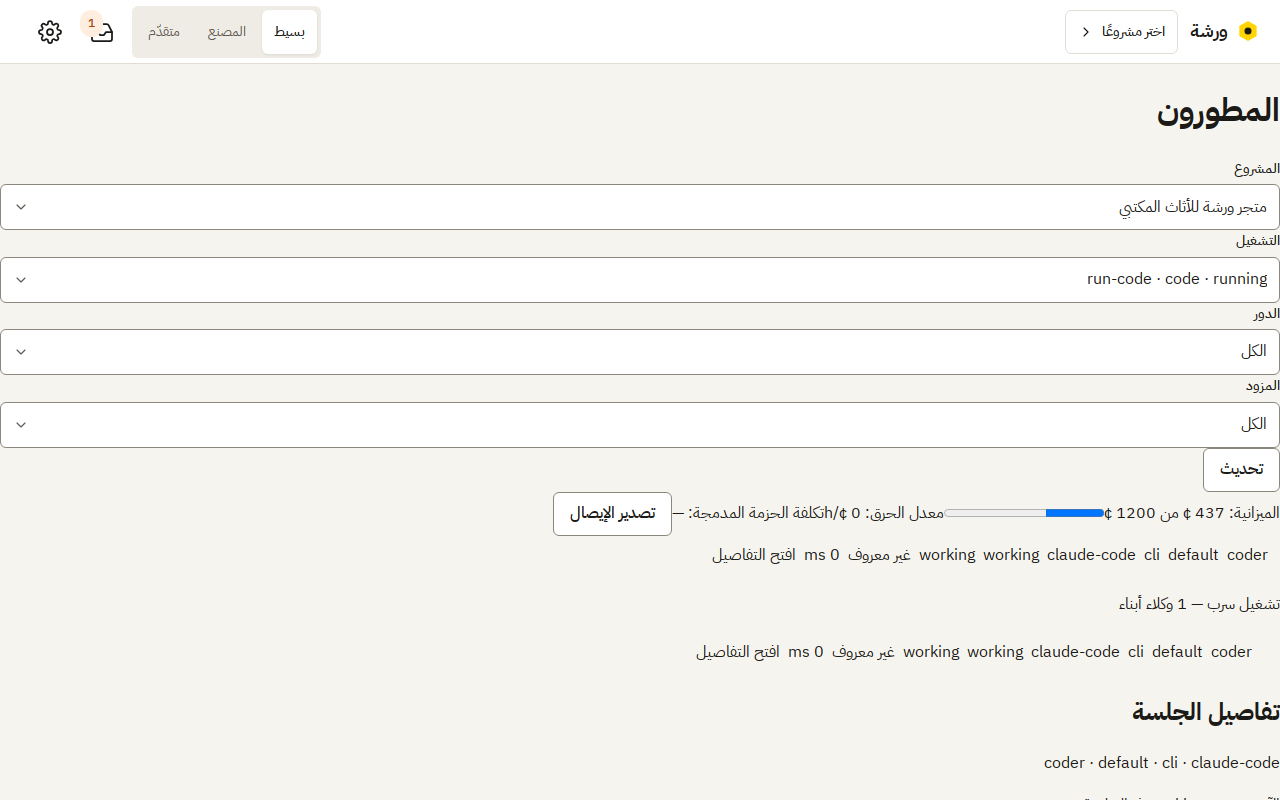 ورشة
اختر مشروعًا
بسيط
المصنع
متقدّم
1
المطورون
المشروع
متجر ورشة للأثاث المكتبي
التشغيل
run-code · code · running
الدور
الكل
المزود
الكل
تحديث
الميزانية: 437 ¢ من 1200 ¢ معدل الحرق: 0 ¢/h تكلفة الحزمة المدمجة: — تصدير الإيصال
coder default cli claude-code working working غير معروف 0 ms افتح التفاصيل
تشغيل سرب — 1 وكلاء أبناء
coder default cli claude-code working working غير معروف 0 ms افتح التفاصيل
تفاصيل الجلسة
coder · default · cli · claude-code